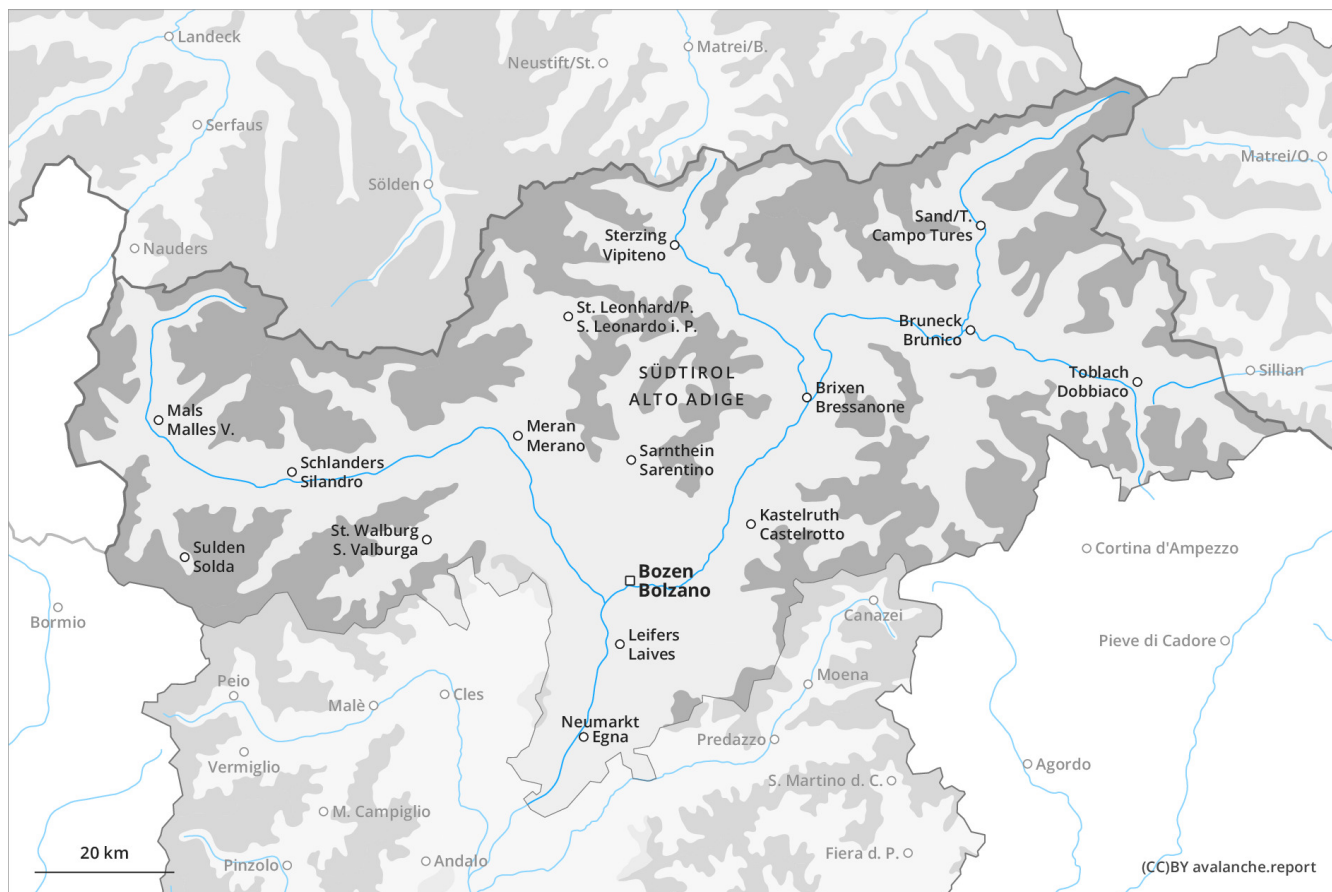 Landeck
Matrei/B.
Neustift/St.
Serfaus
Matrei/O.
Sölden
Sand/T.
Campo Tures
Nauders
Sterzing
Vipiteno
St. Leonhard/P.
S. Leonardo i. P.
Bruneck
Brunico
SÜDTIROL
ALTO ADIGE
Toblach
Dobbiaco
Sillian
Brixen
Bressanone
Mals
Malles V.
Meran
Merano
Schlanders
Silandro
Sarnthein
Sarentino
Kastelruth
Castelrotto
St. Walburg
S. Valburga
Sulden
Solda
Cortina d'Ampezzo
Bozen
Bolzano
Bormio
Canazei
Leifers
Laives
Pieve di Cadore
Peio
Malè
Cles
Moena
Neumarkt
Egna
Predazzo
Vermiglio
Agordo
S. Martino d. C.
M. Campiglio
20 km
Pinzolo
Andalo
Fiera d. P.
(CC)BY avalanche.report